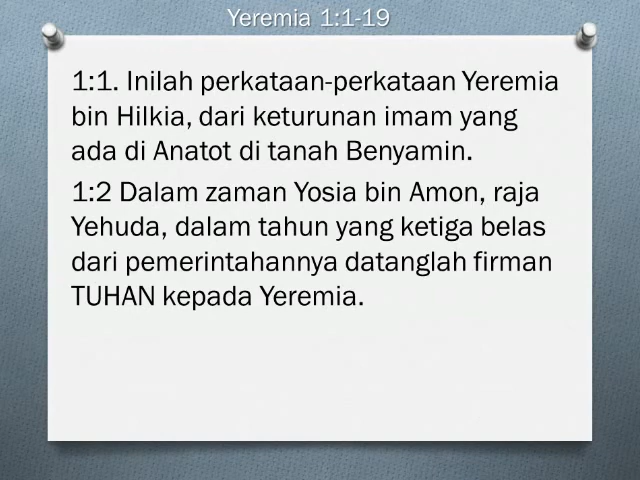 Yeremia 1:1-19
1:1. Inilah perkataan-perkataan Yeremia
bin Hilkia, dari keturunan imam yang
ada di Anatot di tanah Benyamin.
1:2 Dalam zaman Yosia bin Amon, raja
Yehuda, dalam tahun yang ketiga belas
dari pemerintahannya datanglah firman
TUHAN kepada Yeremia.